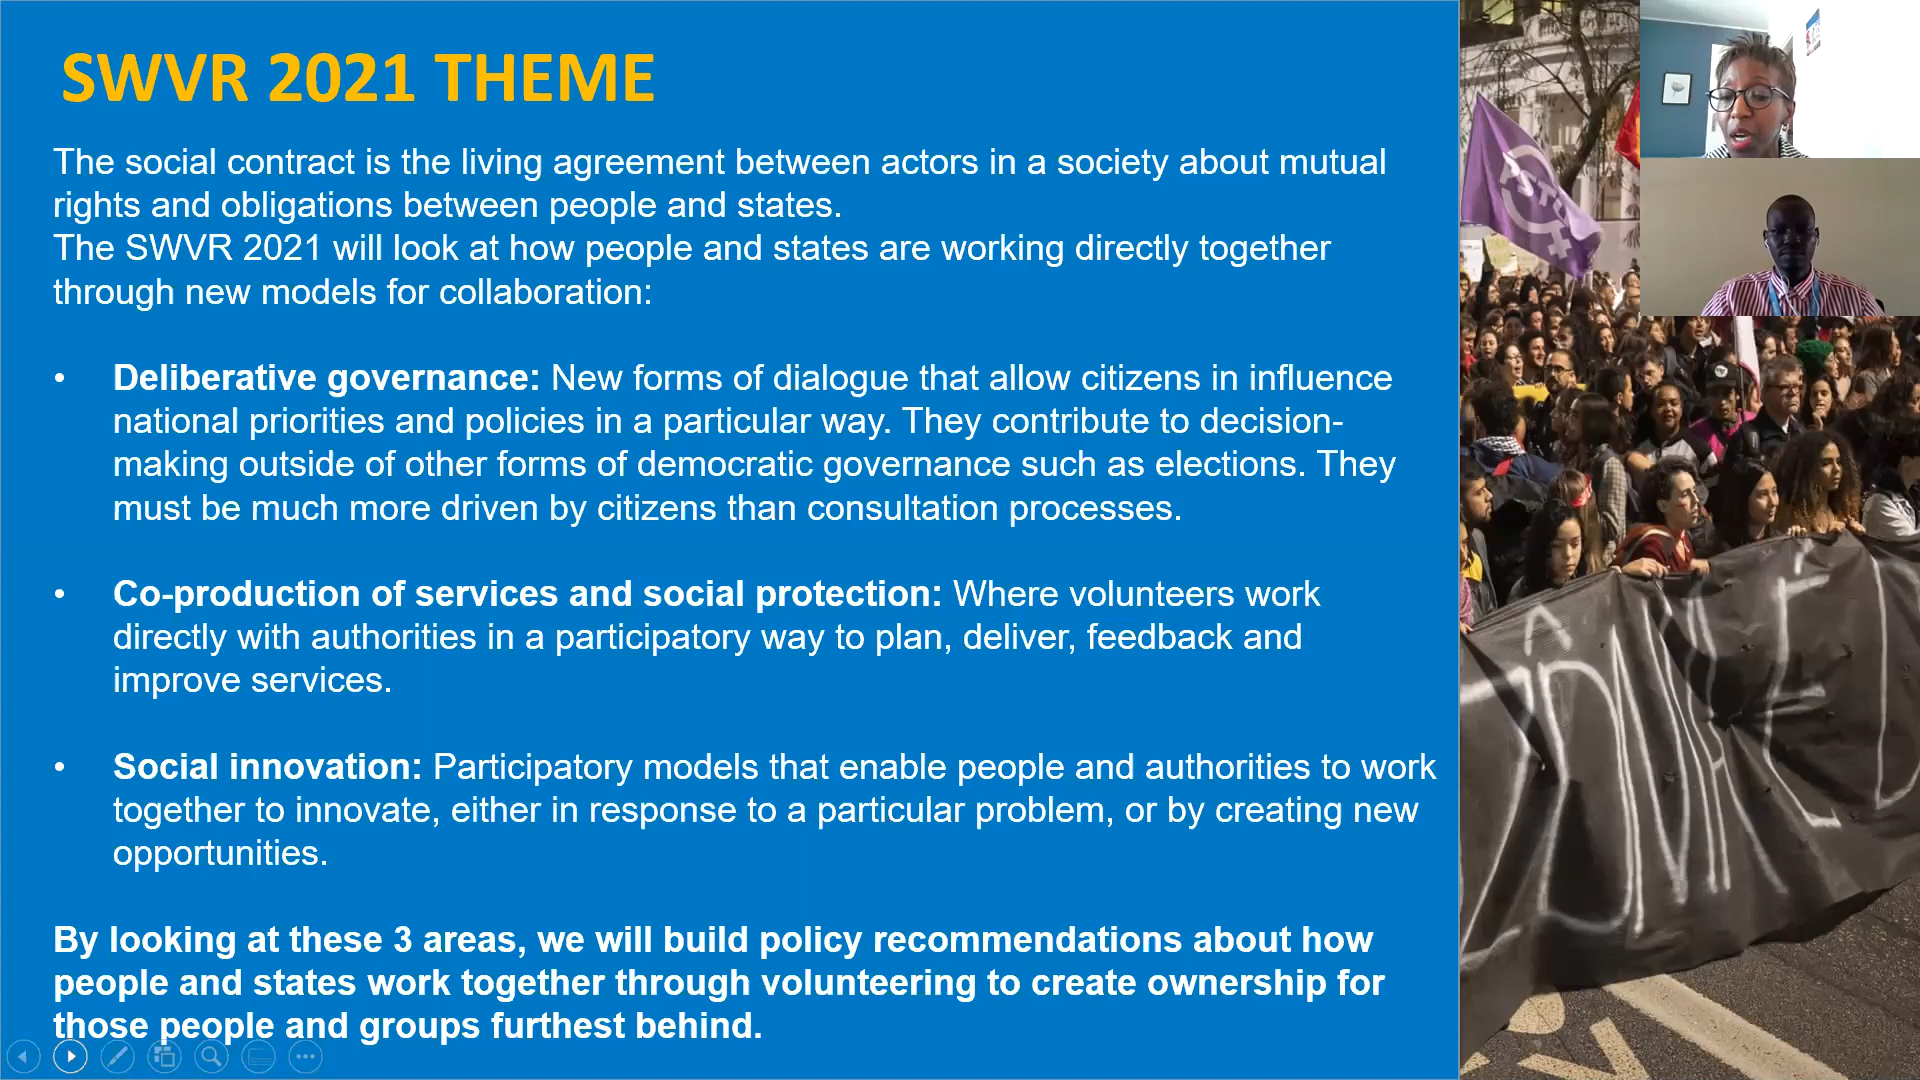 SWVR 2021 THEME
The social contract is the living agreement between actors in a society about mutual
rights and obligations between people and states.
The SWVR 2021 will look at how people and states are working directly together
through new models for collaboration:
• Deliberative governance: New forms of dialogue that allow citizens in influence
national priorities and policies in a particular way. They contribute to decision-
making outside of other forms of democratic governance such as elections. They
must be much more driven by citizens than consultation processes.
• Co-production of services and social protection: Where volunteers work
directly with authorities in a participatory way to plan, deliver, feedback and
improve services.
• Social innovation: Participatory models that enable people and authorities to work
together to innovate, either in response to a particular problem, or by creating new
opportunities.
By looking at these 3 areas, we will build policy recommendations about how
people and states work together through volunteering to create ownership for
those people and groups furthest behind.